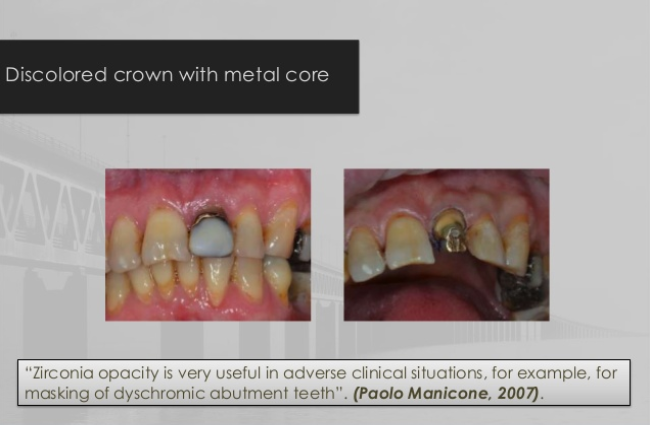 Discolored crown with metal core
“Zirconia opacity is very useful in adverse clinical situations, for example, for
masking of dyschromic abutment teeth”. (Paolo Manicone, 2007).